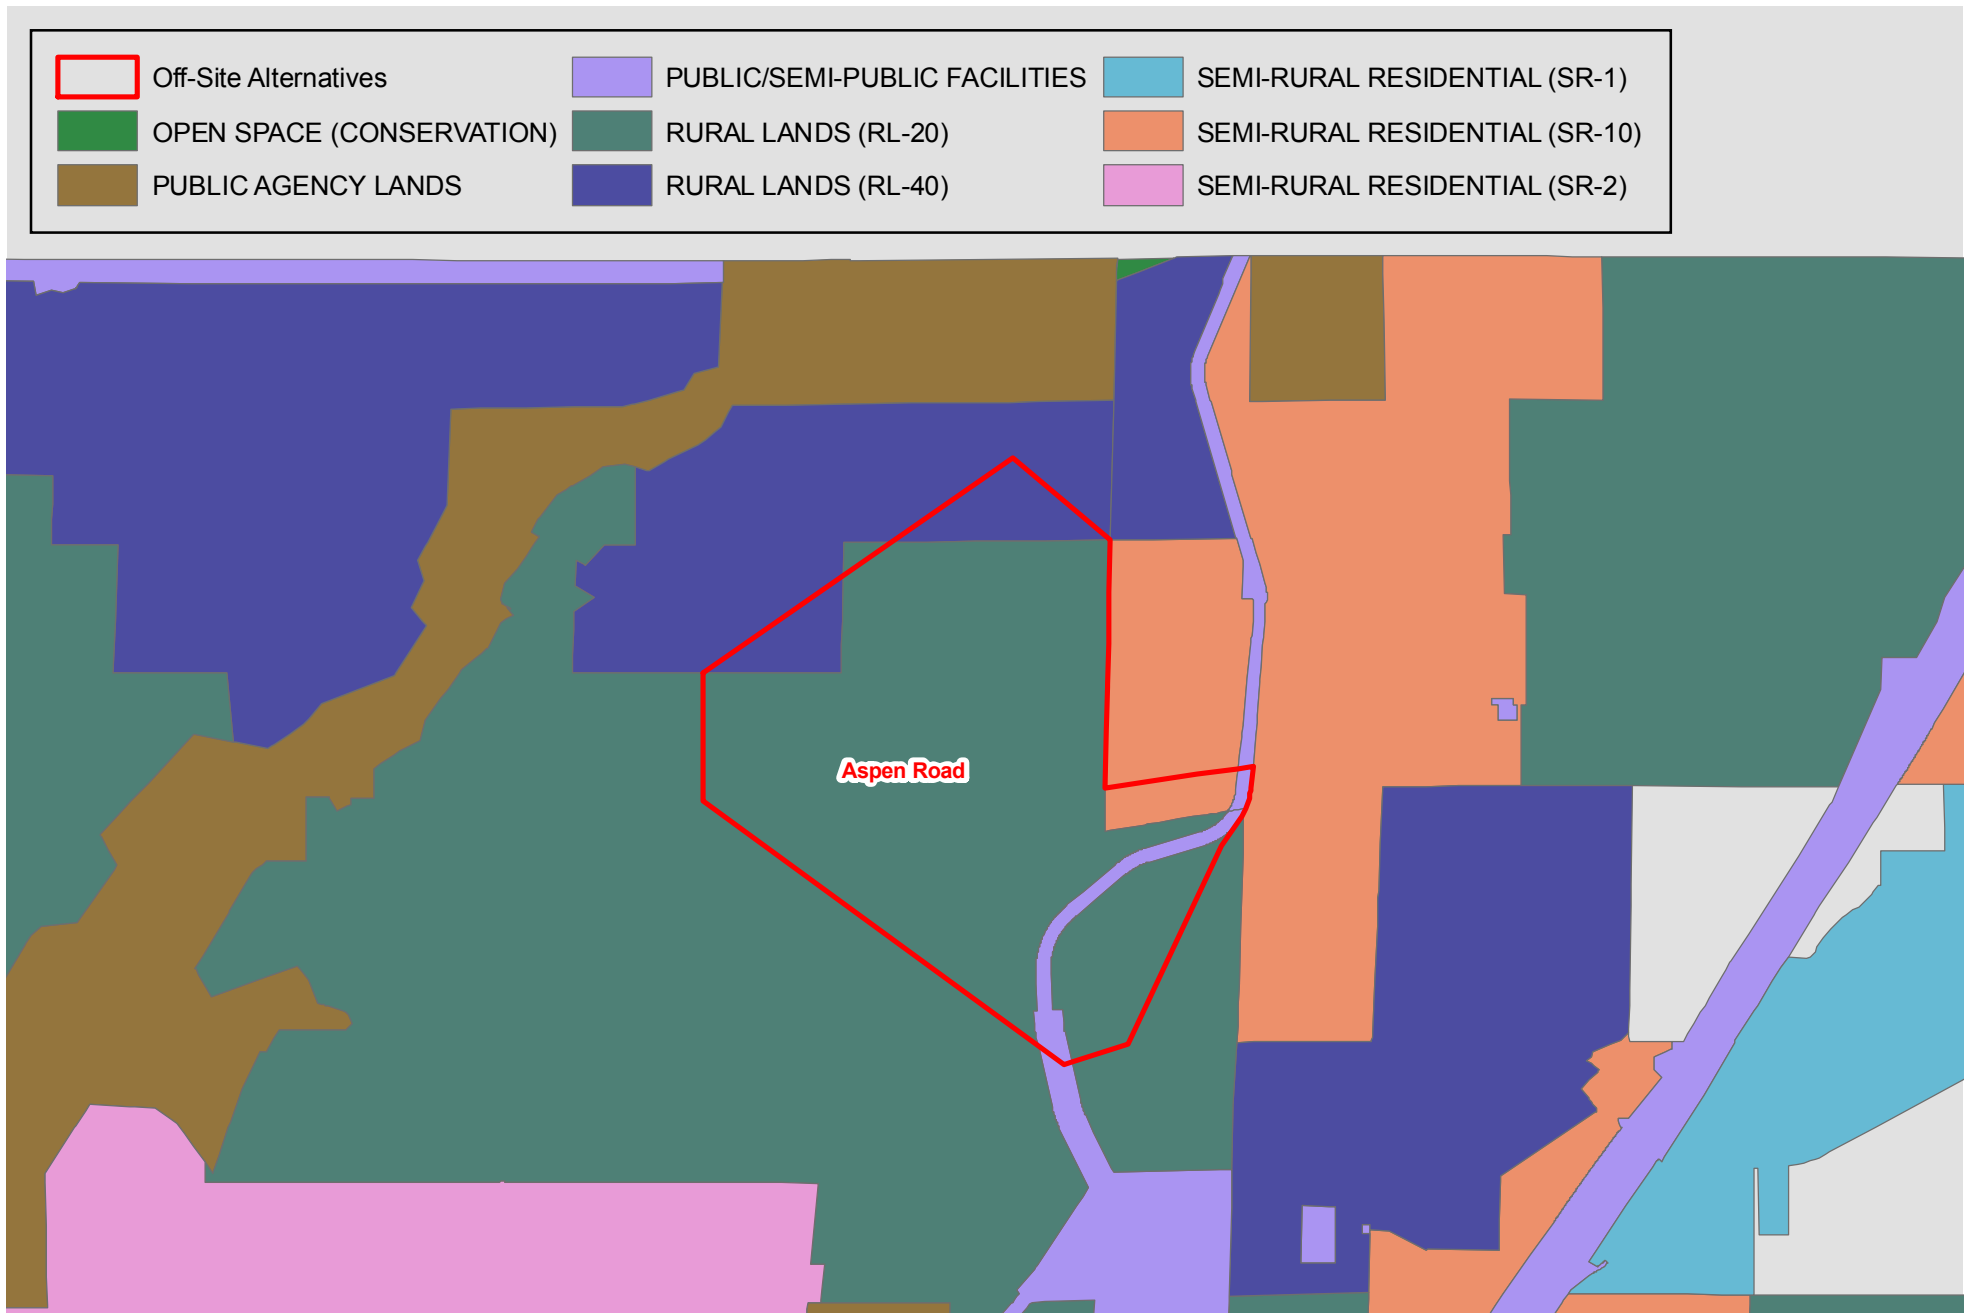 Off-Site Alternatives
OPEN SPACE (CONSERVATION)
PUBLIC AGENCY LANDS
PUBLIC/SEMI-PUBLIC FACILITIES
RURAL LANDS (RL-20)
RURAL LANDS (RL-40)
SEMI-RURAL RESIDENTIAL (SR-1)
SEMI-RURAL RESIDENTIAL (SR-10)
SEMI-RURAL RESIDENTIAL (SR-2)
Aspen Road